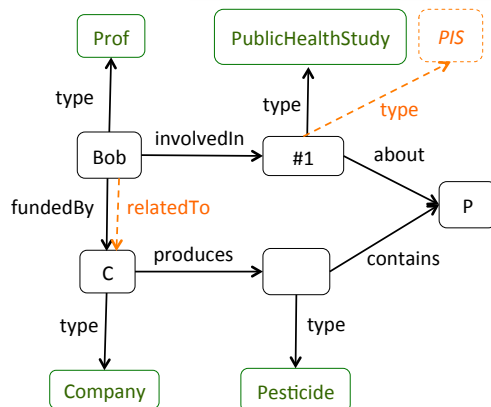 Prof
PublicHealthStudy
PIS
type
type
type
Bob
involvedIn
#1
about
fundedBy
relatedTo
P
C
produces
contains
type
type
Company
Pesticide